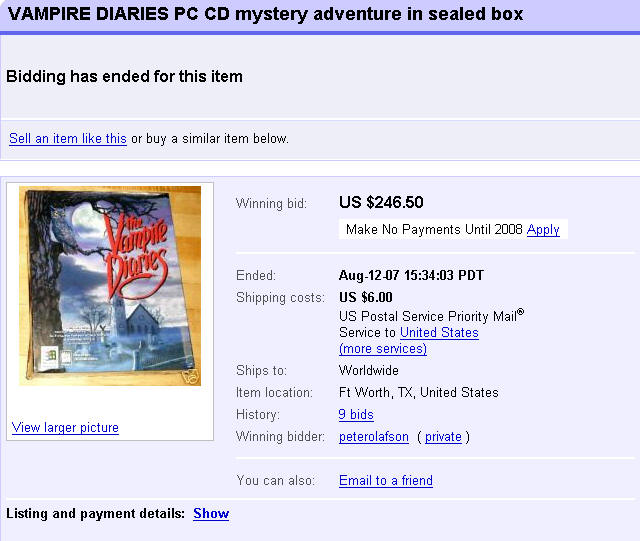 VAMPIRE DIARIES PC CD mystery adventure in sealed box
Bidding has ended for this item
Sell an item like this or buy a similar item below.
the
Vampire
Diaries
View larger picture
Winning bid: US $246.50
Make No Payments Until 2008 Apply
Ended: Aug-12-07 15:34:03 PDT
Shipping costs: US $6.00
US Postal Service Priority Mail®
Service to United States
(more services)
Ships to: Worldwide
Item location: Ft Worth, TX, United States
History: 9 bids
Winning bidder: peterolafson ( private )
You can also: Email to a friend
Listing and payment details: Show